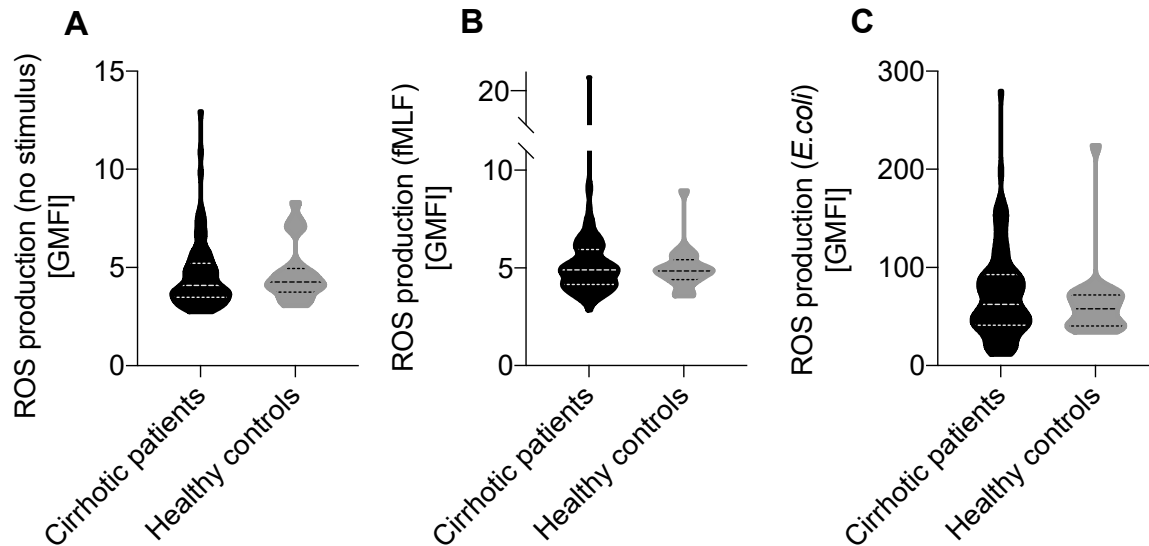 A
ROS production (no stimulus)
[GMFI]
15
10
5
0
Cirrhotic patients
Healthy controls
B
ROS production (fMLF)
[GMFI]
20
10
5
0
Cirrhotic patients
Healthy controls
C
ROS production (E.coli)
[GMFI]
300
200
100
0
Cirrhotic patients
Healthy controls